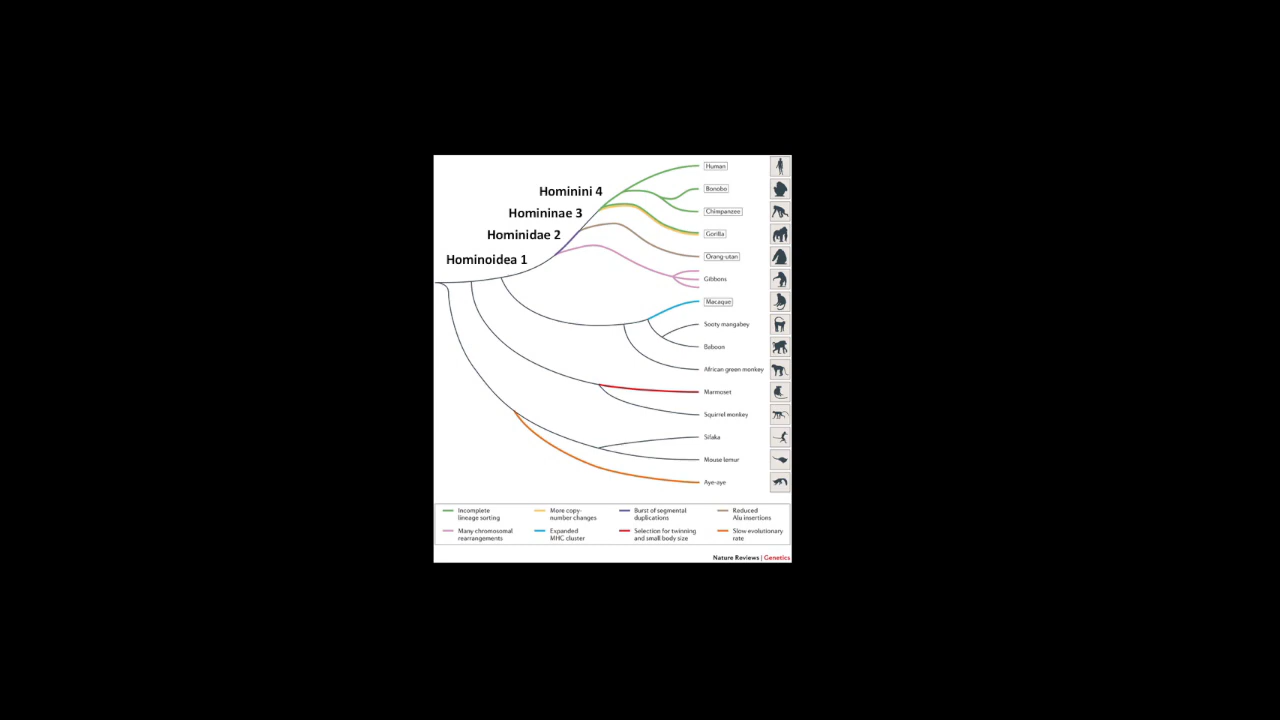 Human
Hominini 4
Bonobo
Hominínae 3
Chimpanzee
Hominidae 2
Gorilla
Hominoidea 1
Orang-utan
Gibbons
Macaque
Sooty mangabey
Baboon
African green monkey
Marmoset
Squirrel monkey
Sifaka
Mouse lemur
Aye-aye
Incomplete
lineage sorting
More copy-
number changes
Burst of segmental
duplications
Reduced
Alu insertions
Many chromosomal
rearrangements
Expanded
MHC cluster
Selection for twinning
and small body size
Slow evolutionary
rate
Nature Reviews | Genetics